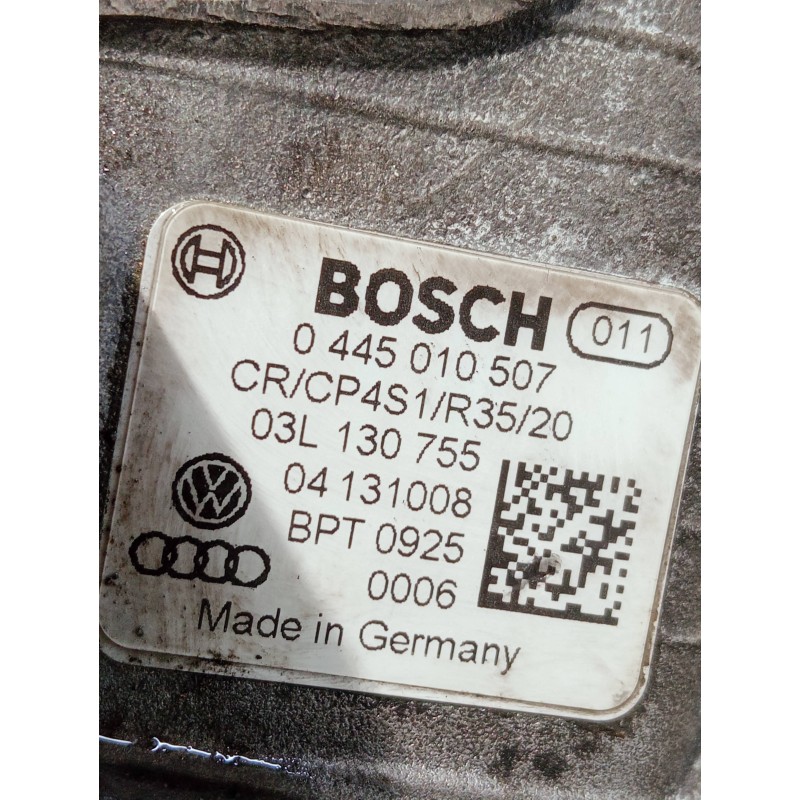 BOSCH 011
0 445 010 507
CR/CP4S1/R35/20
03L 130 755
04 131008
BPT 0925
0006
Made in Germany